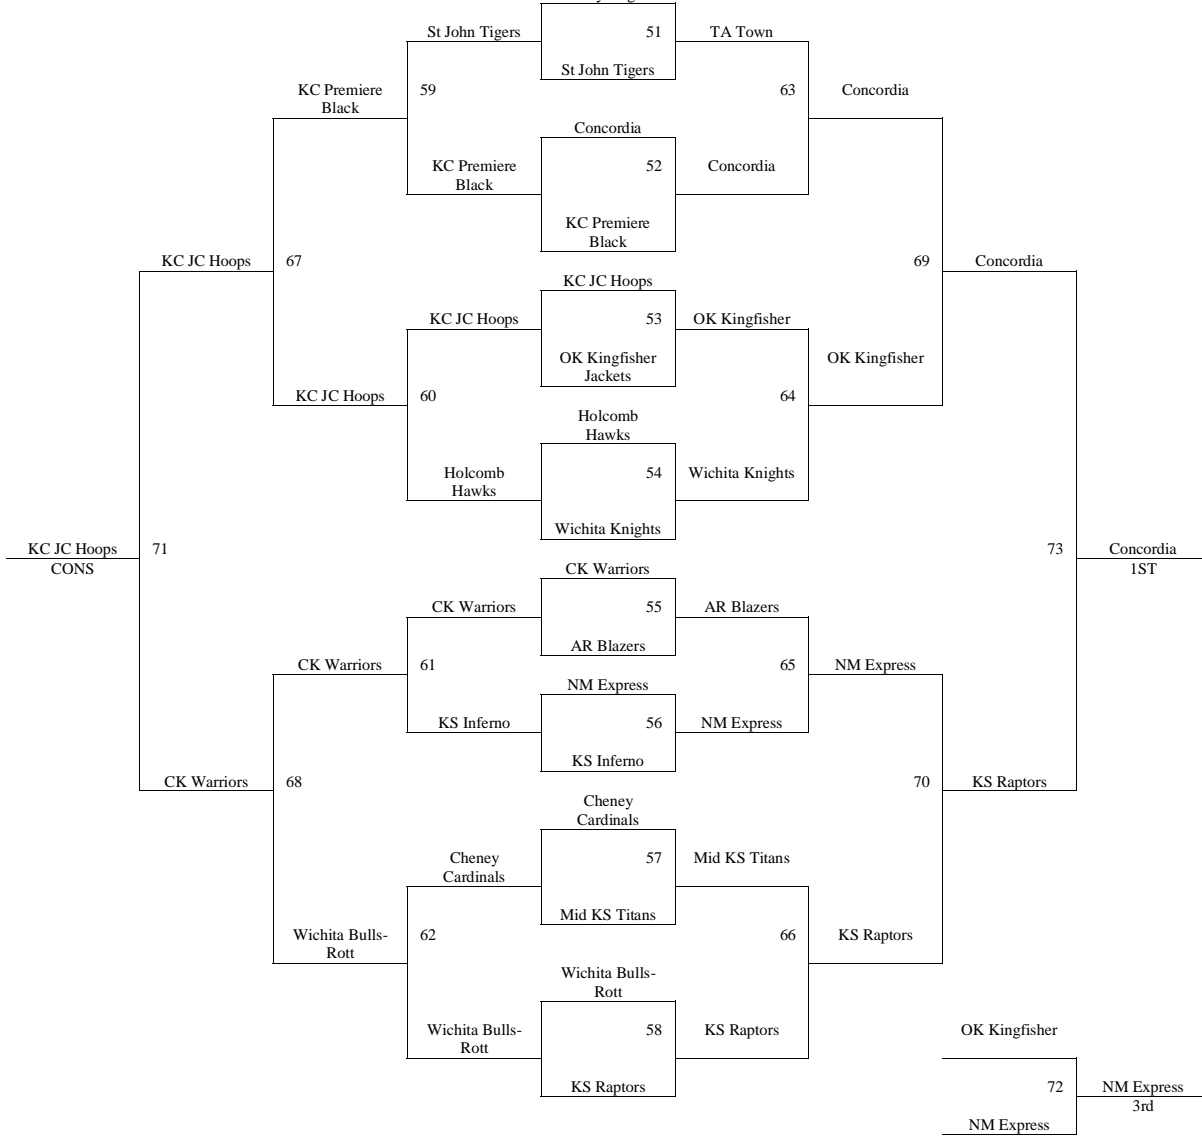 St John Tigers
51
TA Town
St John Tigers
KC Premiere
Black
59
63
Concordia
Concordia
KC Premiere
Black
52
Concordia
KC Premiere
Black
KC JC Hoops
67
69
Concordia
KC JC Hoops
KC JC Hoops
53
OK Kingfisher
OK Kingfisher
Jackets
OK Kingfisher
KC JC Hoops
60
64
Holcomb
Hawks
Holcomb
Hawks
54
Wichita Knights
Wichita Knights
KC JC Hoops
CONS
71
73
Concordia
1ST
CK Warriors
CK Warriors
55
AR Blazers
AR Blazers
CK Warriors
61
65
NM Express
NM Express
KS Inferno
56
NM Express
KS Inferno
CK Warriors
68
70
KS Raptors
Cheney
Cardinals
Cheney
Cardinals
57
Mid KS Titans
Mid KS Titans
Wichita Bulls-
Rott
62
66
KS Raptors
Wichita Bulls-
Rott
Wichita Bulls-
Rott
58
KS Raptors
KS Raptors
OK Kingfisher
72
NM Express
3rd
NM Express